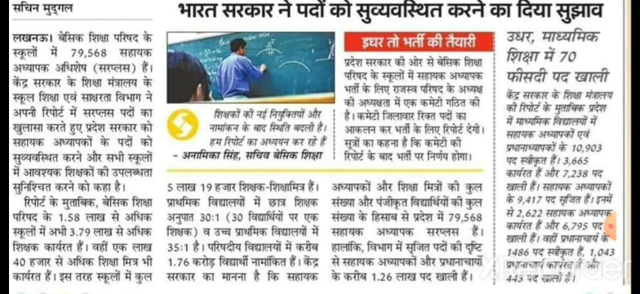 सचिन मुद्गल
भारत सरकार ने पदों को सुव्यवस्थित करने का दिया सुझाव
लखनऊ। बेसिक शिक्षा परिषद के
स्कूलों में 79,568 सहायक
अध्यापक अधिशेष (सरप्लस) हैं।
केंद्र सरकार के शिक्षा मंत्रालय के
स्कूल शिक्षा एवं साक्षरता विभाग ने
अपनी रिपोर्ट में सरप्लस पदों का
खुलासा करते हुए प्रदेश सरकार को
सहायक अध्यापकों के पदों को
सुव्यवस्थित करने और सभी स्कूलों
में आवश्यक शिक्षकों की उपलब्धता
सुनिश्चित करने को कहा है।
रिपोर्ट के मुताबिक, बेसिक शिक्षा
परिषद के 1.58 लाख से अधिक
स्कूलों में अभी 3.79 लाख से अधिक
शिक्षक कार्यरत हैं। वहीं एक लाख
40 हजार से अधिक शिक्षा मित्र भी
कार्यरत हैं। इस तरह स्कूलों में कुल
शिक्षकों की नई नियुक्तियों और
नामांकन के बाद स्थिति बदली है।
हम रिपोर्ट का अध्ययन कर रहे हैं
- अनामिका सिंह, सचिव बेसिक शिक्षा
5 लाख 19 हजार शिक्षक-शिक्षामित्र हैं।
प्राथमिक विद्यालयों में छात्र शिक्षक
अनुपात 30:1 (30 विद्यार्थियों पर एक
शिक्षक) व उच्च प्राथमिक विद्यालयों में
35:1 है। परिषदीय विद्यालयों में करीब
1.76 करोड़ विद्यार्थी नामांकित हैं। केंद्र
सरकार का मानना है कि सहायक
इधर तो भर्ती की तैयारी
प्रदेश सरकार की ओर से बेसिक शिक्षा
परिषद के स्कूलों में सहायक अध्यापक
भर्ती के लिए राजस्व परिषद के अध्यक्ष
की अध्यक्षता में एक कमेटी गठित की
है। कमेटी जिलावार रिक्त पदों का
आकलन कर भर्ती के लिए रिपोर्ट देगी।
सूत्रों का कहना है कि कमेटी की
रिपोर्ट के बाद भर्ती पर निर्णय होगा।
अध्यापकों और शिक्षा मित्रों की कुल
संख्या और पंजीकृत विद्यार्थियों की कुल
संख्या के हिसाब से प्रदेश में 79,568
सहायक अध्यापक सरप्लस हैं।
हालांकि, विभाग में सृजित पदों की दृष्टि
से सहायक अध्यापकों और प्रधानाचार्यों
के करीब 1.26 लाख पद खाली हैं।
उधर, माध्यमिक
शिक्षा में 70
फीसदी पद खाली
केंद्र सरकार के शिक्षा मंत्रालय
की रिपोर्ट के मुताबिक प्रदेश
में माध्यमिक विद्यालयों में
सहायक अध्यापकों एवं
प्रधानाध्यापकों के 10,903
पद स्वीकृत हैं। 3,665
कार्यरत हैं और 7,238 पद
खाली हैं। सहायक अध्यापकों
के 9,417 पद सृजित हैं। इनमें
से 2,622 सहायक अध्यापक
कार्यरत हैं और 6,795 पद
खाली हैं। वहीं प्रधानाचार्य के
1486 पद स्वीकृत हैं, 1,043
प्रधानाचार्य कार्यरत हैं और
443 पद खाली हैं।